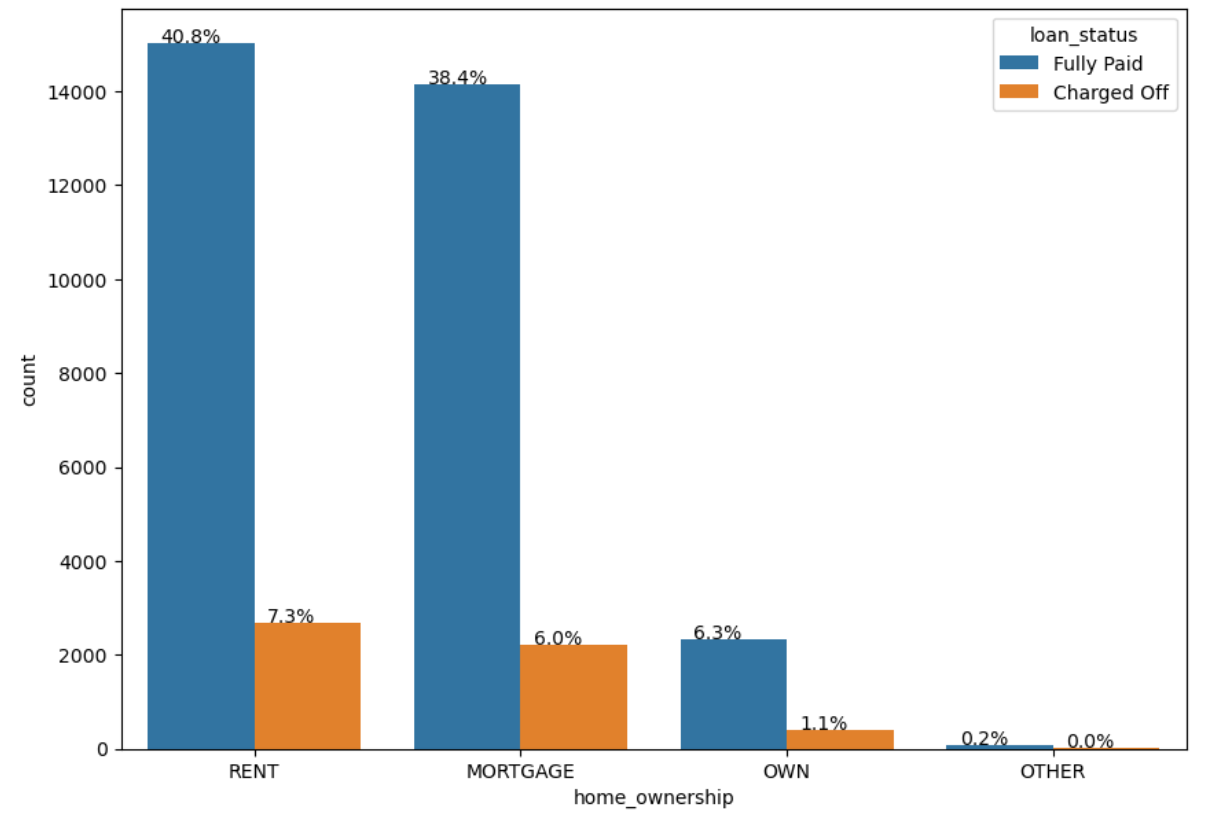 40.8%
38.4%
7.3%
6.0%
6.3%
1.1%
0.2%
0.0%
loan_status
Fully Paid
Charged Off
14000
12000
10000
8000
6000
4000
2000
0
count
RENT
MORTGAGE
OWN
OTHER
home_ownership